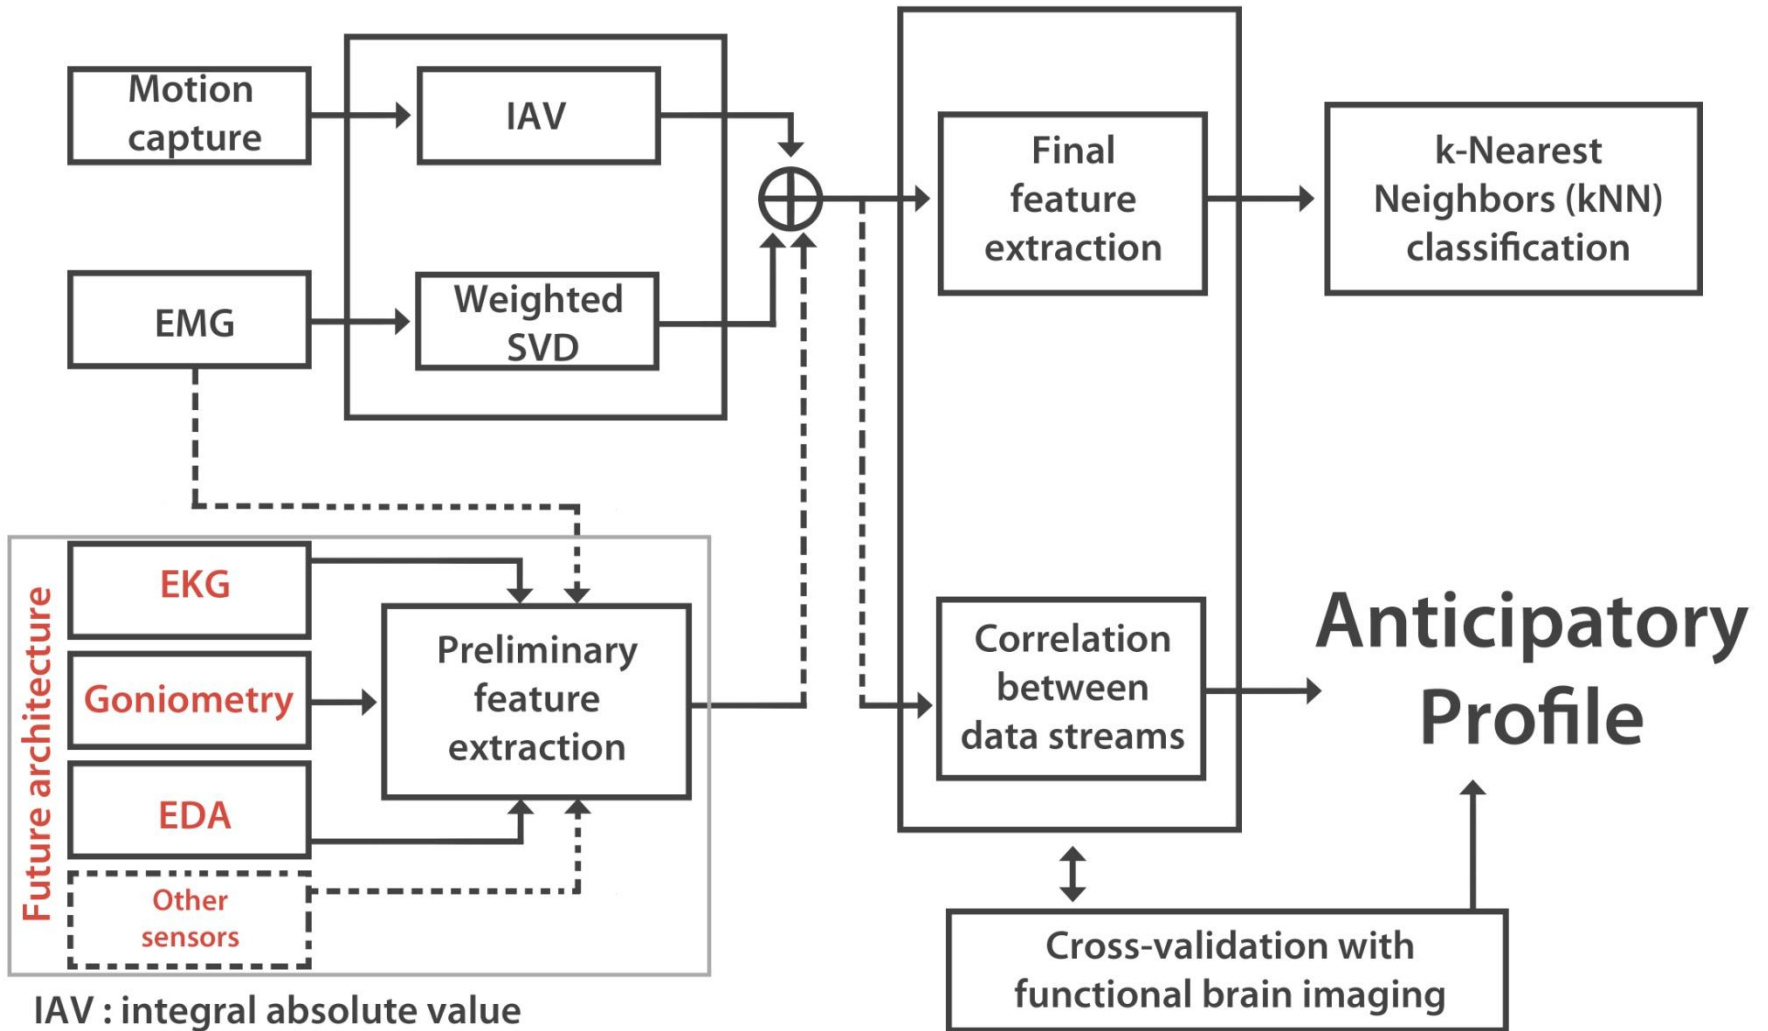 Motion
capture
IAV
EMG
Weighted
SVD
Final
feature
extraction
k-Nearest
Neighbors (kNN)
classification
Future architecture
EKG
Goniometry
EDA
Other
sensors
Preliminary
feature
extraction
Correlation
between
data streams
Anticipatory
Profile
Cross-validation with
functional brain imaging
IAV : integral absolute value